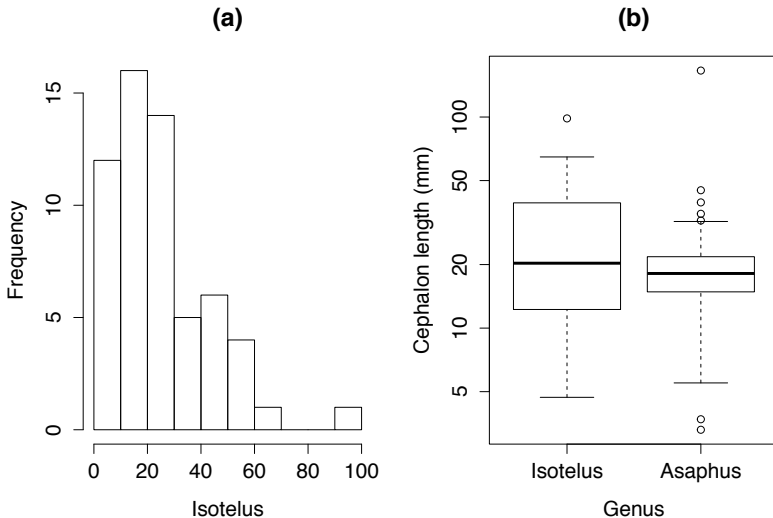 (a)
Frequency
15
10
5
0
0 20 40 60 80 100
Isotelus
(b)
Cephalon length (mm)
100
50
20
10
5
Isotelus Asaphus
Genus